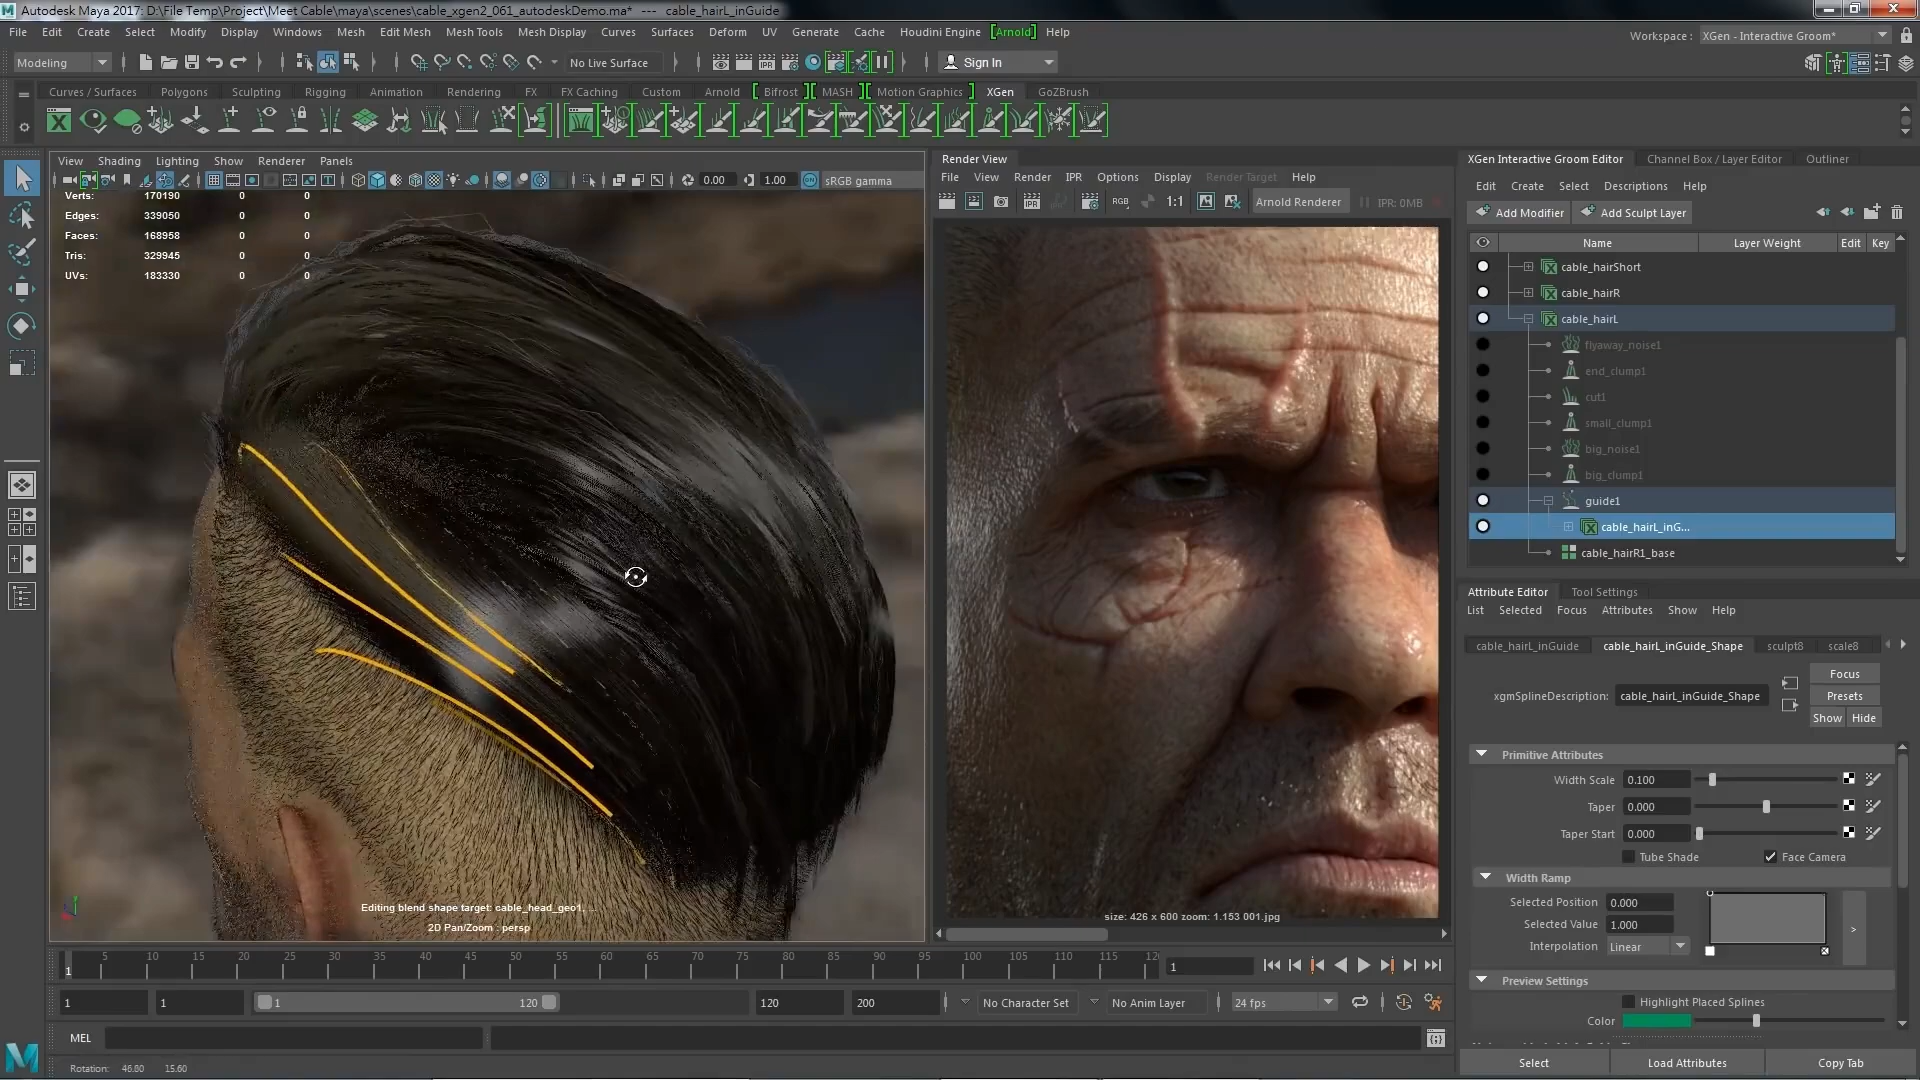 Autodesk Maya 2017: D:\File Temp\Project\Meet Cable\maya\scenes\cable_xgen2_061_autodeskDemo.ma* --- cable_hairL_inGuide
File Edit Create Select Modify Display Windows Mesh Edit Mesh Mesh Tools Mesh Display Curves Surfaces Deform UV Generate Cache Houdini Engine [Arnold] Help
Workspace : XGen - Interactive Groom*
Modeling No Live Surface Sign In
Curves / Surfaces Polygons Sculpting Rigging Animation Rendering FX FX Caching Custom Arnold Bifrost MASH Motion Graphics XGen GoZBrush
View Shading Lighting Show Renderer Panels
0.00 1.00 sRGB gamma
Verts: 170190 0 0
Edges: 339050 0 0
Faces: 168958 0 0
Tris: 329945 0 0
UVs: 183330 0 0
Editing blend shape target: cable_head_geo1, ...
2D Pan/Zoom : persp
Render View
File View Render IPR Options Display Render Target Help
IPR RGB 1:1 Arnold Renderer IPR: 0MB
size: 426 x 600 zoom: 1.153 001.jpg
XGen Interactive Groom Editor Channel Box / Layer Editor Outliner
Edit Create Select Descriptions Help
Add Modifier Add Sculpt Layer
Name Layer Weight Edit Key
cable_hairShort
cable_hairR
cable_hairL
flyaway_noise1
end_clump1
cut1
small_clump1
big_noise1
big_clump1
guide1
cable_hairL_inG...
cable_hairR1_base
Attribute Editor Tool Settings
List Selected Focus Attributes Show Help
cable_hairL_inGuide cable_hairL_inGuide_Shape sculpt8 scale8
Focus
xgmSplineDescription: cable_hairL_inGuide_Shape Presets
Show Hide
Primitive Attributes
Width Scale 0.100
Taper 0.000
Taper Start 0.000
Tube Shade Face Camera
Width Ramp
Selected Position 0.000
Selected Value 1.000
Interpolation Linear
>
Preview Settings
Highlight Placed Splines
Color
Select Load Attributes Copy Tab
1 5 10 15 20 25 30 35 40 45 50 55 60 65 70 75 80 85 90 95 100 105 110 115 12 1
1 1 1 120 120 200 No Character Set No Anim Layer 24 fps
MEL
Rotation: 46.80 15.60